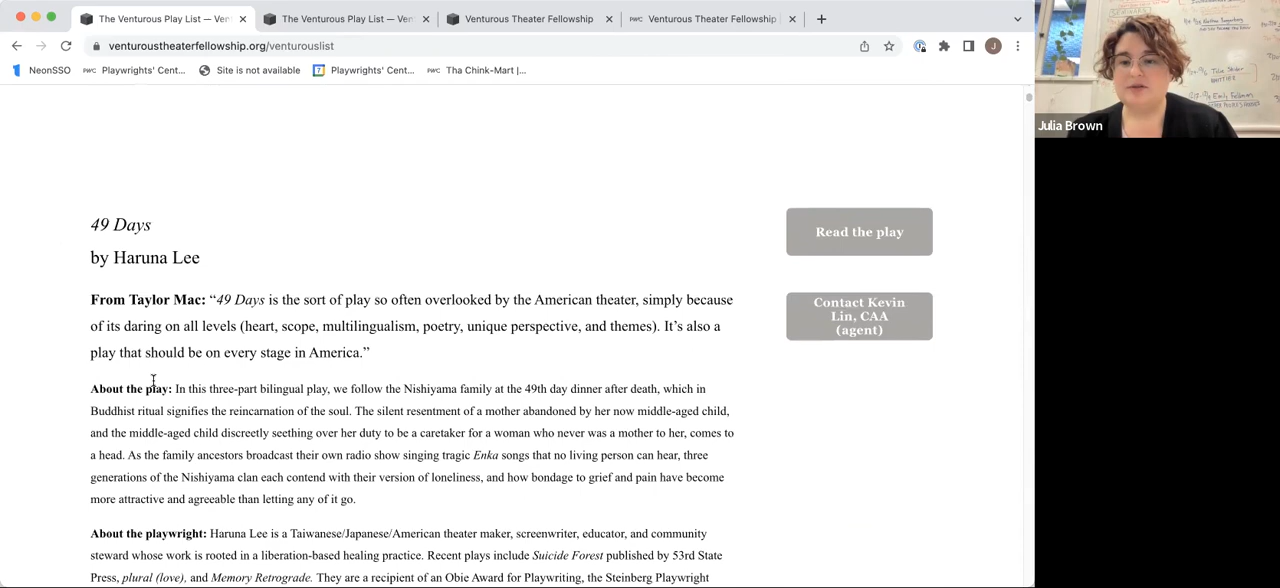 The Venturous Play List — Ven
The Venturous Play List — Ven
Venturous Theater Fellowship
Venturous Theater Fellowship
venturoustheaterfellowship.org/venturouslist
J
NeonSSO
PWC Playwrights' Cent...
Site is not available
7 Playwrights' Cent...
PWC Tha Chink-Mart |...
49 Days
by Haruna Lee
Read the play
From Taylor Mac: “49 Days is the sort of play so often overlooked by the American theater, simply because
of its daring on all levels (heart, scope, multilingualism, poetry, unique perspective, and themes). It’s also a
play that should be on every stage in America.”
Contact Kevin
Lin, CAA
(agent)
About the play: In this three-part bilingual play, we follow the Nishiyama family at the 49th day dinner after death, which in
Buddhist ritual signifies the reincarnation of the soul. The silent resentment of a mother abandoned by her now middle-aged child,
and the middle-aged child discreetly seething over her duty to be a caretaker for a woman who never was a mother to her, comes to
a head. As the family ancestors broadcast their own radio show singing tragic Enka songs that no living person can hear, three
generations of the Nishiyama clan each contend with their version of loneliness, and how bondage to grief and pain have become
more attractive and agreeable than letting any of it go.
About the playwright: Haruna Lee is a Taiwanese/Japanese/American theater maker, screenwriter, educator, and community
steward whose work is rooted in a liberation-based healing practice. Recent plays include Suicide Forest published by 53rd State
Press, plural (love), and Memory Retrograde. They are a recipient of an Obie Award for Playwriting, the Steinberg Playwright
SEMINARS
Julia Brown